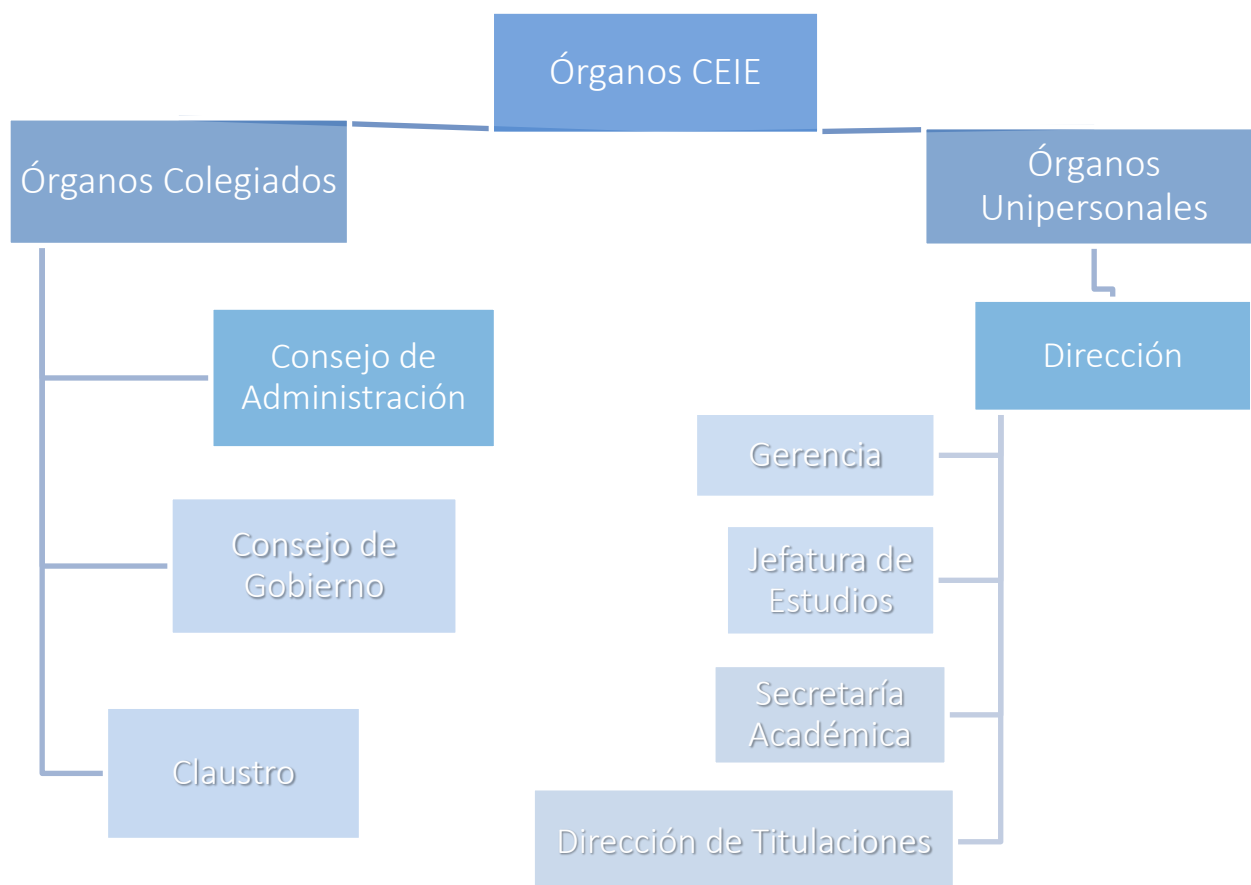 Órganos CEIE
Órganos Colegiados
Consejo de
Administración
Consejo de
Gobierno
Claustro
Órganos
Unipersonales
Dirección
Gerencia
Jefatura de
Estudios
Secretaría
Académica
Dirección de Titulaciones